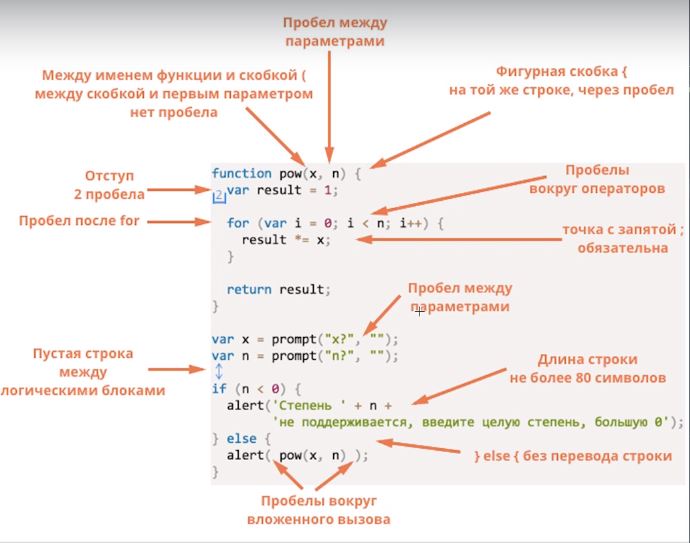 Пробел между
параметрами
Между именем функции и скобкой (
между скобкой и первым параметром
нет пробела
Фигурная скобка {
на той же строке, через пробел
Отступ
2 пробела
Пробел после for
Пробелы
вокруг операторов
точка с запятой ;
обязательна
function pow(x, n) {
2
var result = 1;
for (var i = 0; i < n; i++) {
result *= x;
}
return result;
}
Пробел между
параметрами
var x = prompt("x?", "");
var n = prompt("n?", "");
Пустая строка
между
логическими блоками
Длина строки
не более 80 символов
if (n < 0) {
alert('Степень ' + n +
'не поддерживается, введите целую степень, большую 0');
} else {
alert( pow(x, n) );
}
} else { без перевода строки
Пробелы вокруг
вложенного вызова